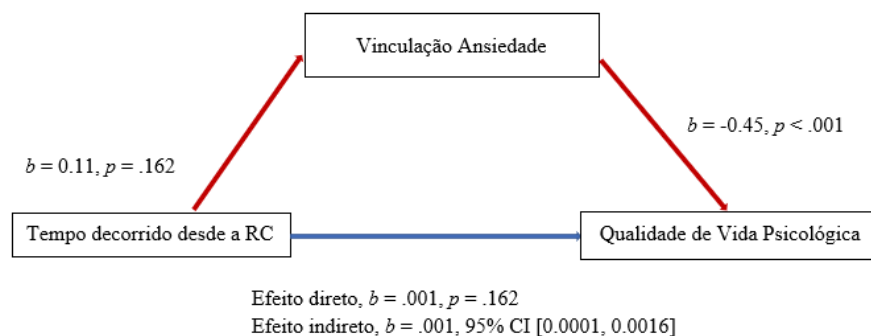 Vinculação Ansiedade
b = -0.45, p < .001
b = 0.11, p = .162
Tempo decorrido desde a RC
Qualidade de Vida Psicológica
Efeito direto, b = .001, p = .162
Efeito indireto, b = .001, 95% CI [0.0001, 0.0016]